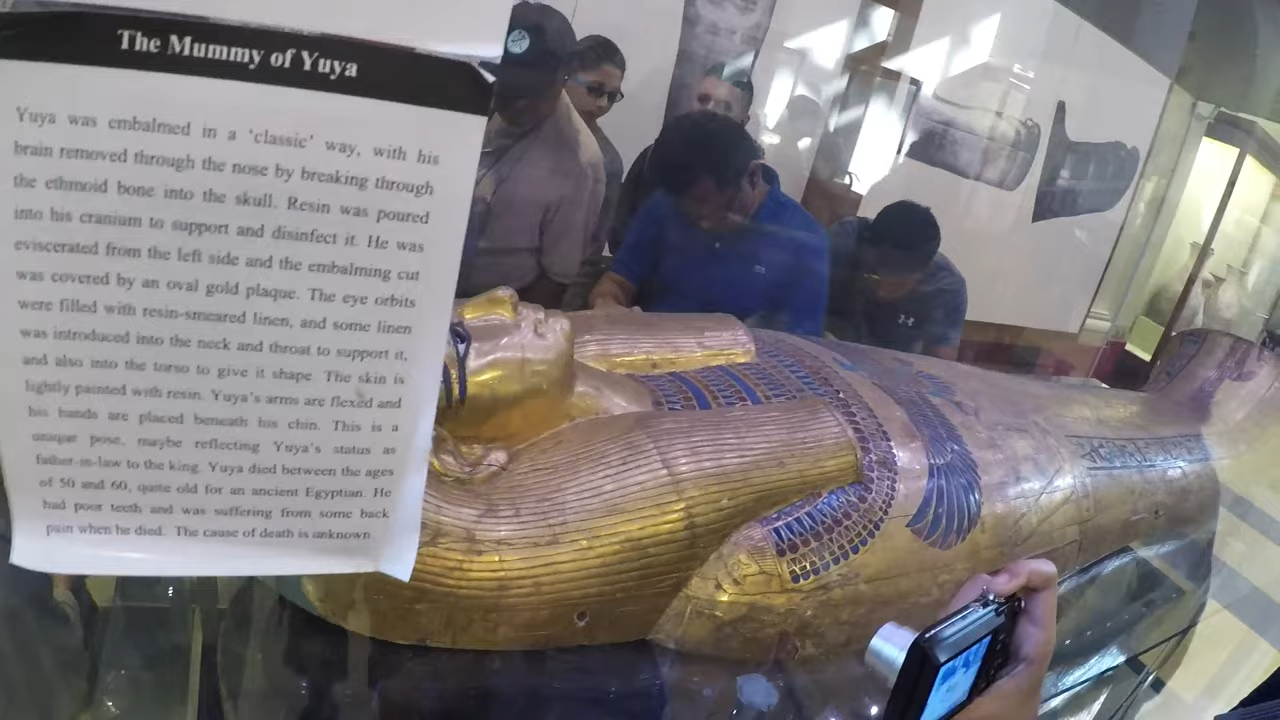 The Mummy of Yuya
Yuya was embalmed in a 'classic' way, with his
brain removed through the nose by breaking through
the ethmoid bone into the skull. Resin was poured
into his cranium to support and disinfect it. He was
eviscerated from the left side and the embalming cut
was covered by an oval gold plaque. The eye orbits
were filled with resin-smeared linen, and some linen
was introduced into the neck and throat to support it,
and also into the torso to give it shape. The skin is
lightly painted with resin. Yuya's arms are flexed and
his hands are placed beneath his chin. This is a
unique pose, maybe reflecting Yuya's status as
father-in-law to the king. Yuya died between the ages
of 50 and 60, quite old for an ancient Egyptian. He
had poor teeth and was suffering from some back
pain when he died. The cause of death is unknown